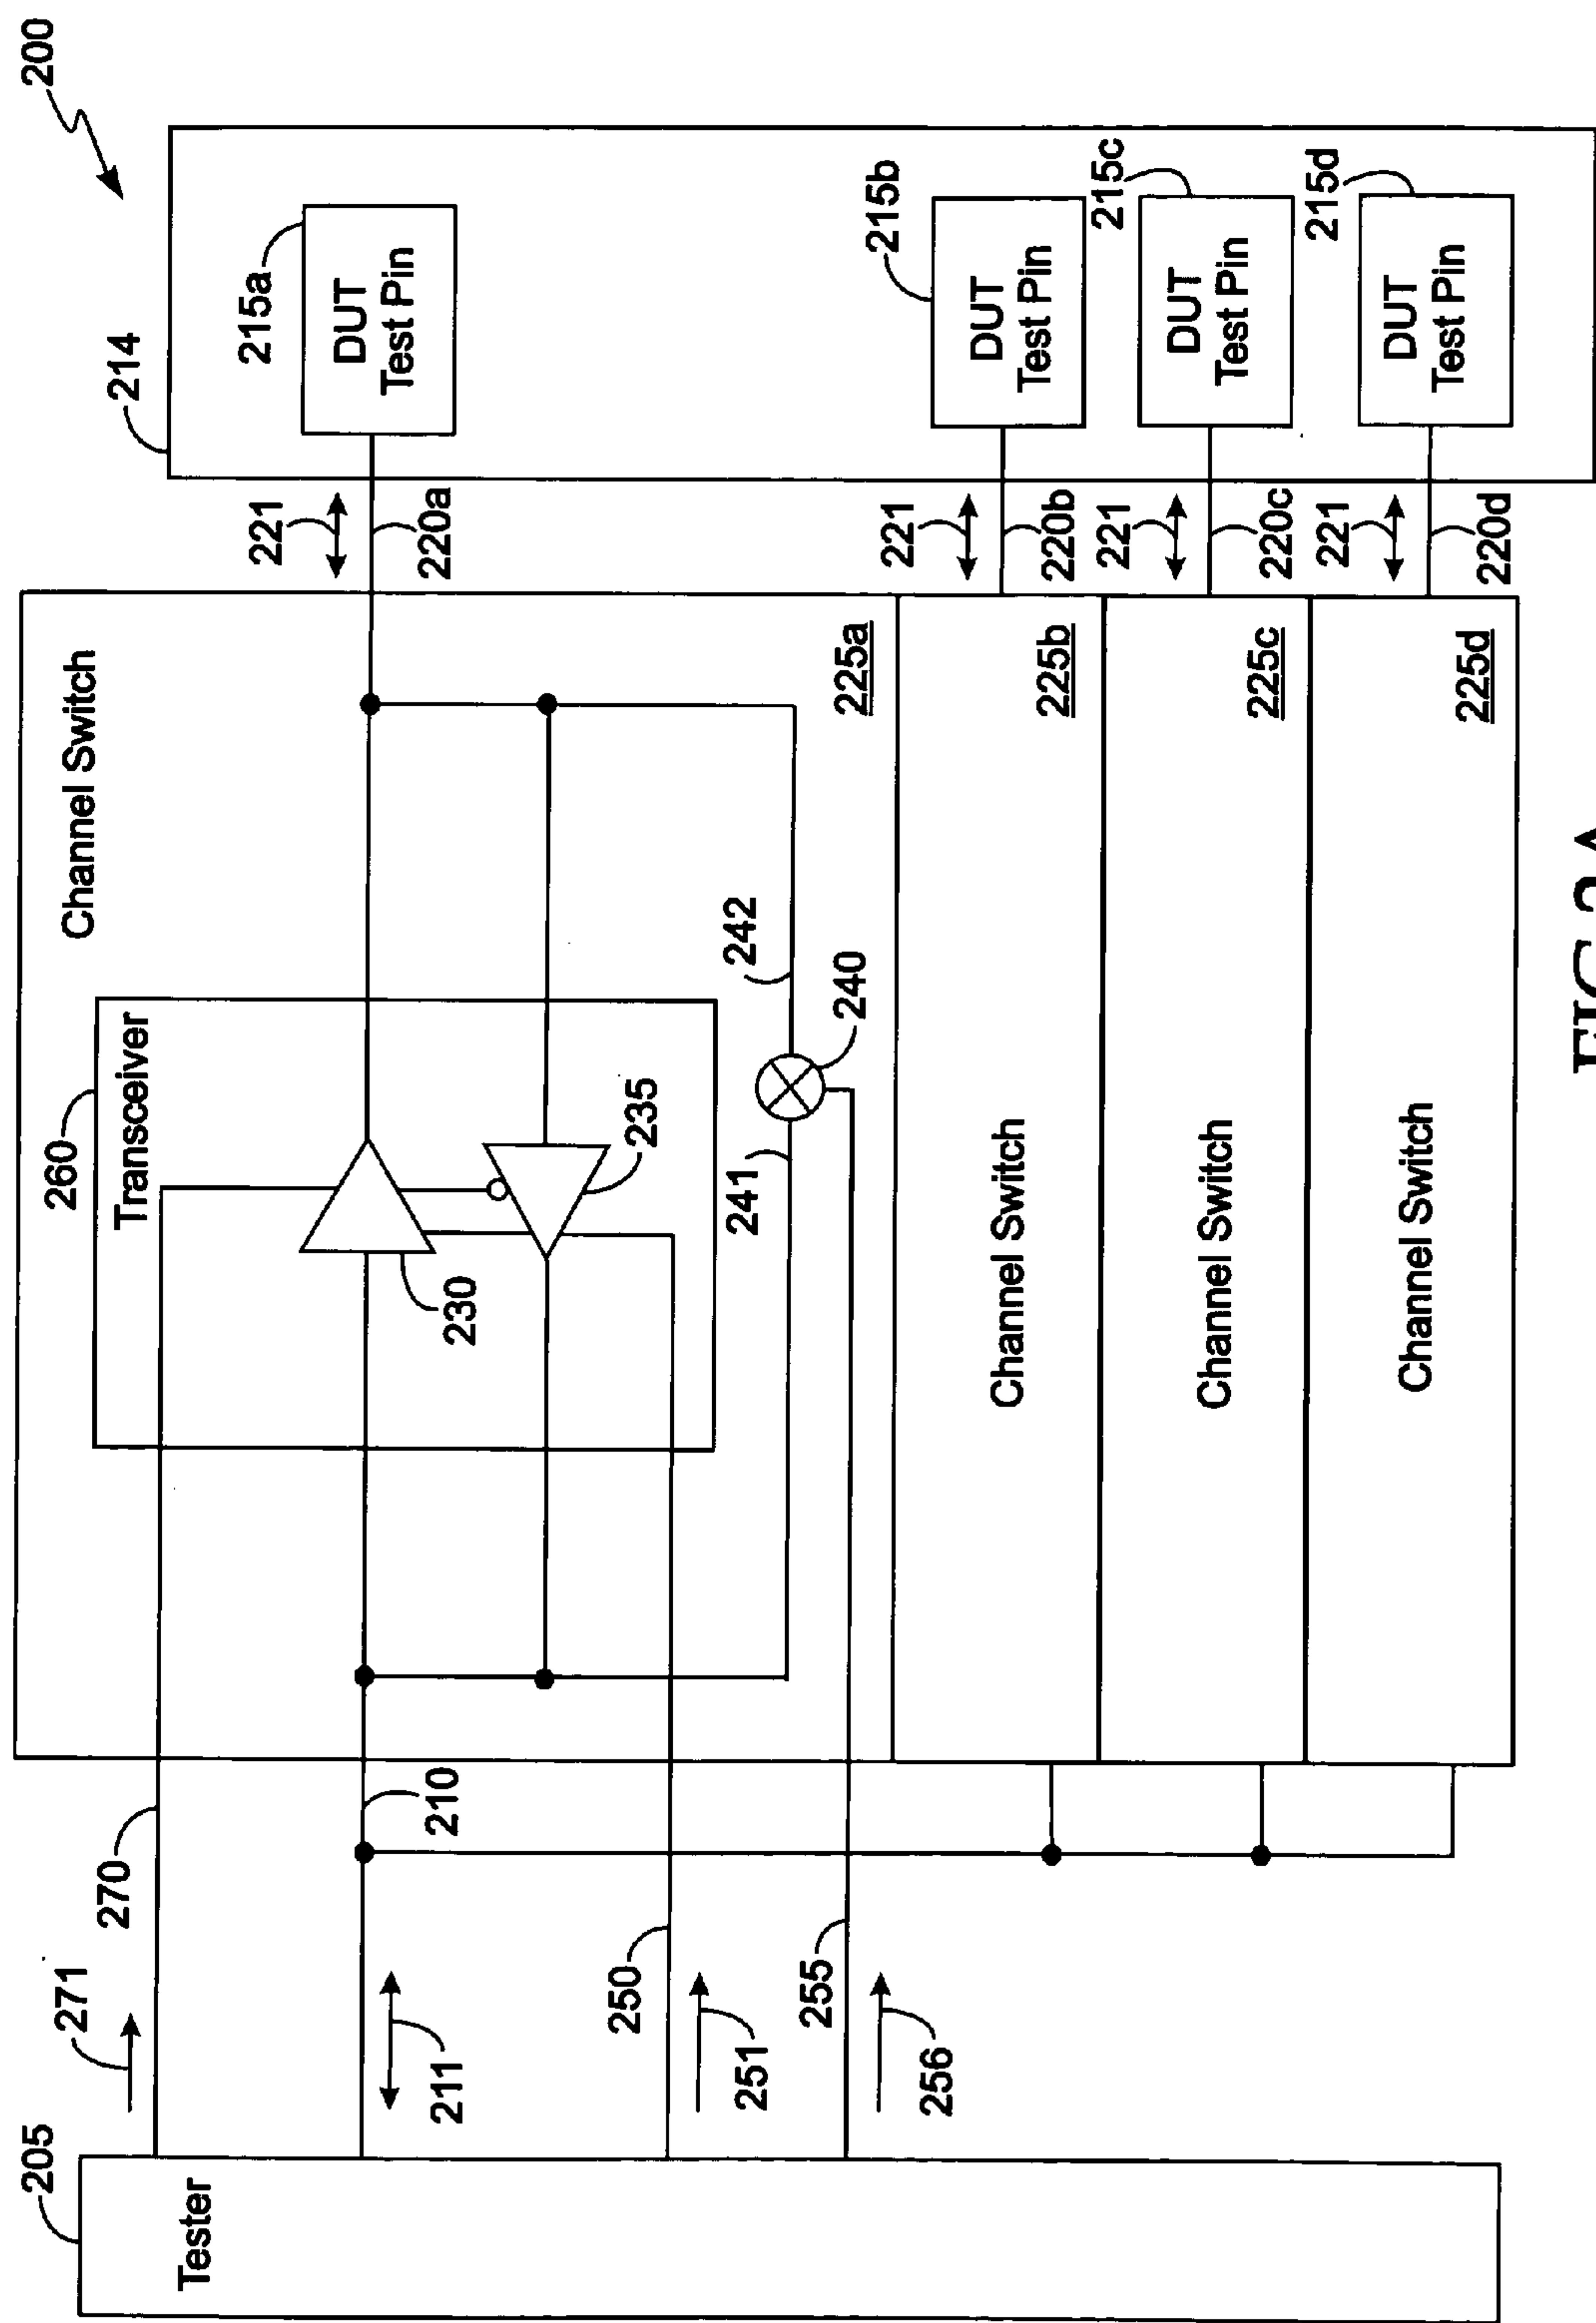 200
214
215a
DUT
Test Pin
215b
DUT
Test Pin
215c
DUT
Test Pin
215d
DUT
Test Pin
221
220a
221
220b
221
220c
221
220d
Channel Switch
225a
225b
225c
225d
260
Transceiver
230
235
241
242
240
Channel Switch
Channel Switch
Channel Switch
270
210
271
211
250
251
255
256
205
Tester